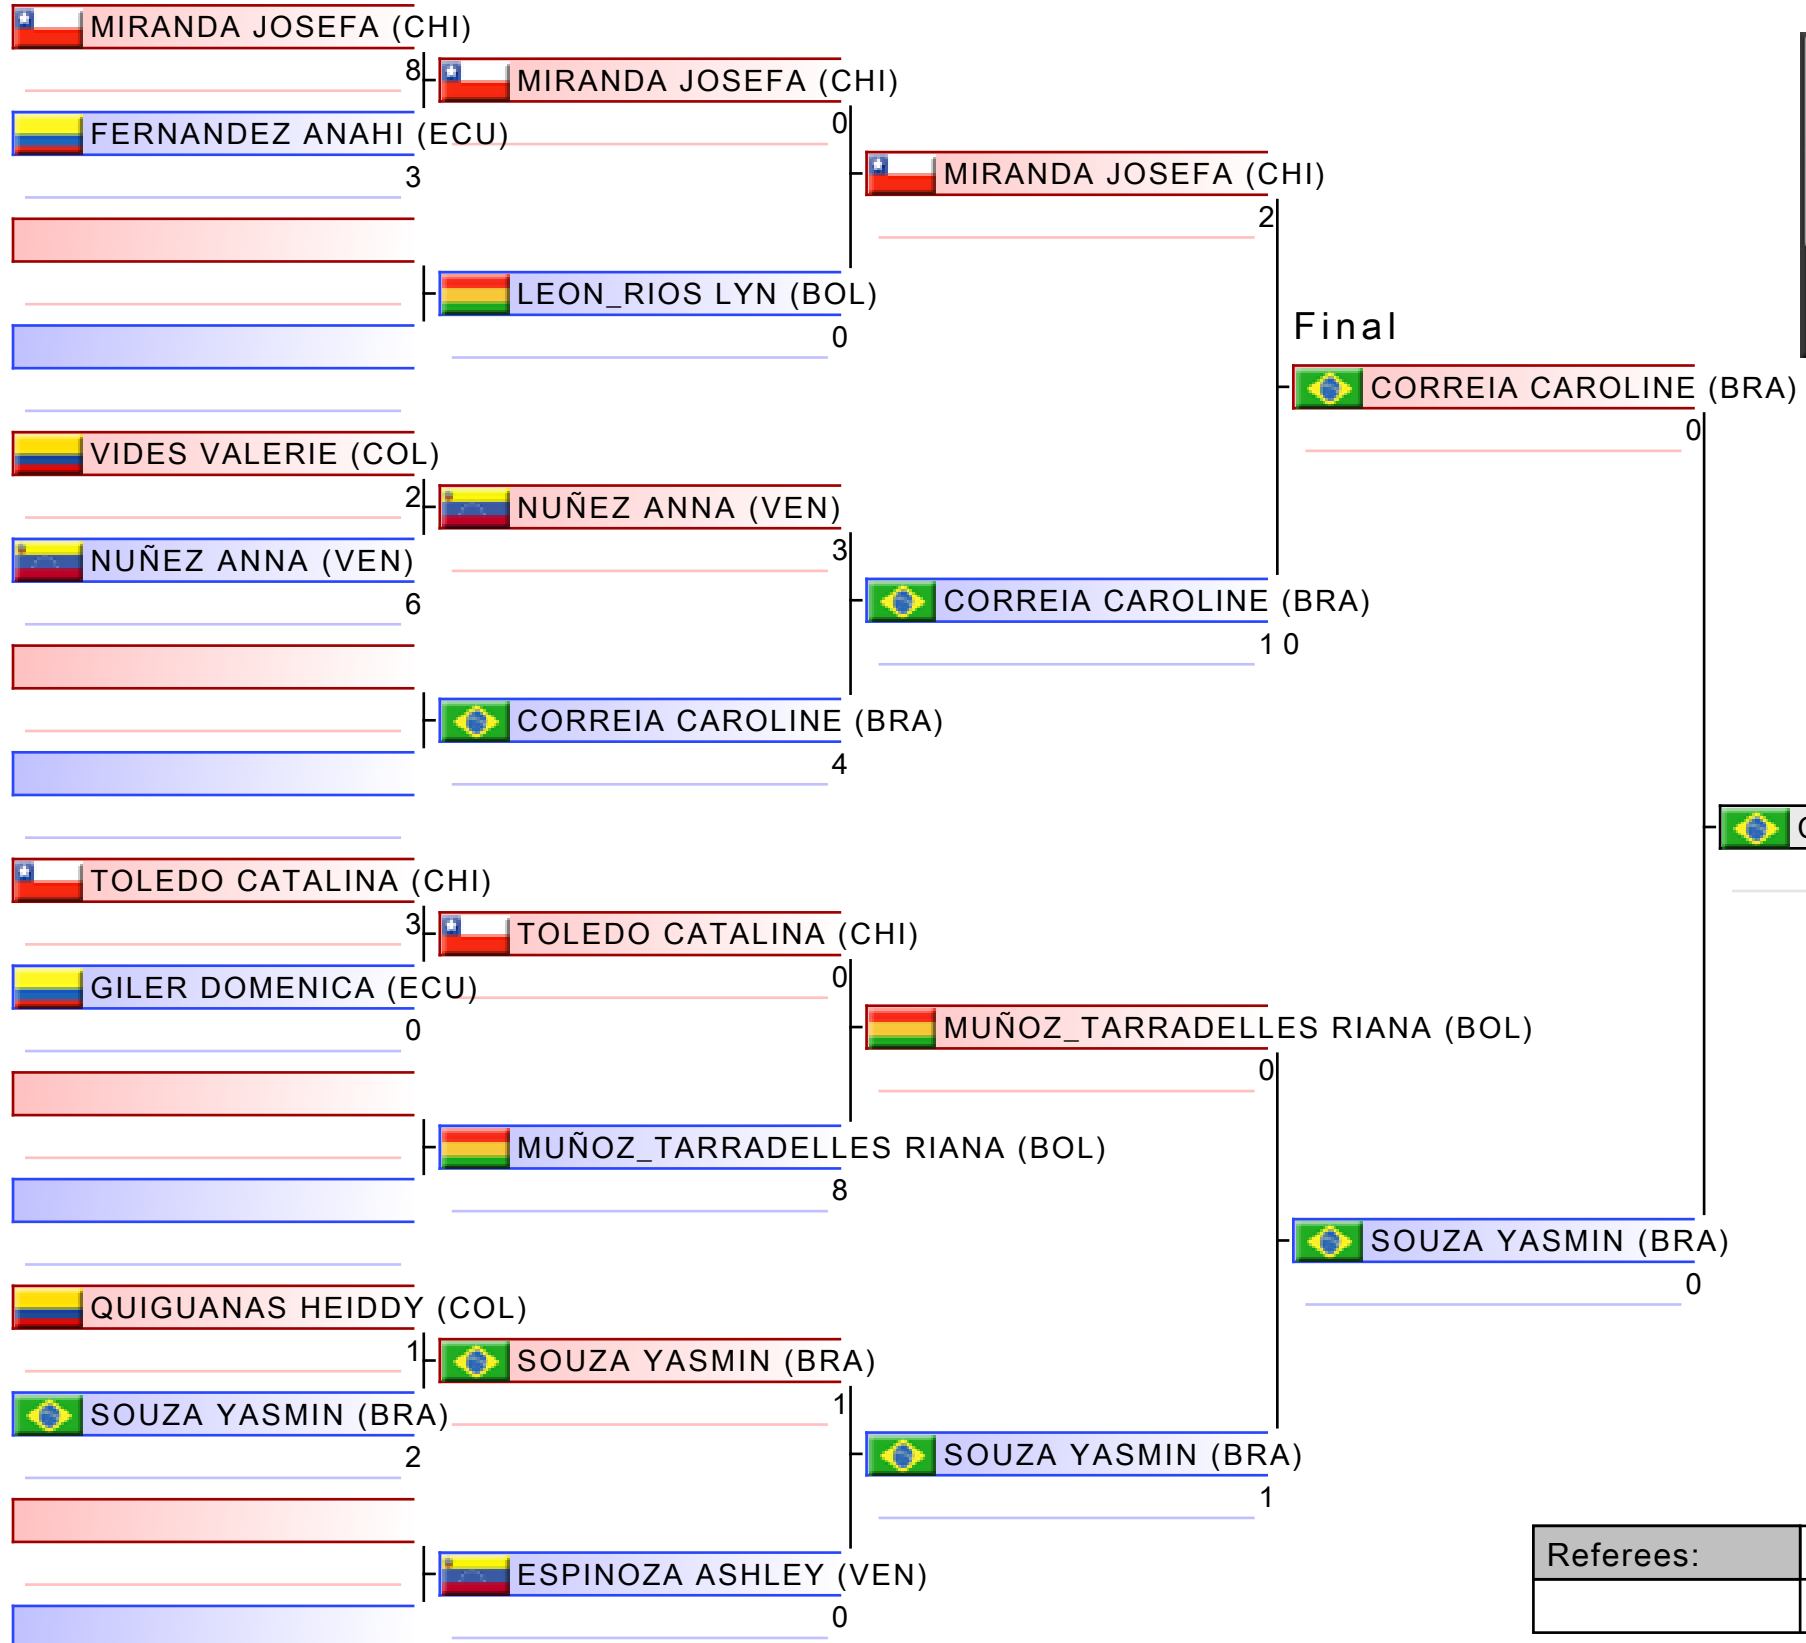 MIRANDA JOSEFA (CHI)
8
FERNANDEZ ANAHI (ECU)
3
VIDES VALERIE (COL)
2
NUÑEZ ANNA (VEN)
6
TOLEDO CATALINA (CHI)
3
GILER DOMENICA (ECU)
0
QUIGUANAS HEIDDY (COL)
1
SOUZA YASMIN (BRA)
2
MIRANDA JOSEFA (CHI)
0
LEON_RIOS LYN (BOL)
0
NUÑEZ ANNA (VEN)
3
CORREIA CAROLINE (BRA)
4
TOLEDO CATALINA (CHI)
0
MUÑOZ_TARRADELLES RIANA (BOL)
8
SOUZA YASMIN (BRA)
1
ESPINOZA ASHLEY (VEN)
0
MIRANDA JOSEFA (CHI)
2
CORREIA CAROLINE (BRA)
10
MUÑOZ_TARRADELLES RIANA (BOL)
0
SOUZA YASMIN (BRA)
1
Final
CORREIA CAROLINE (BRA)
0
SOUZA YASMIN (BRA)
0
Referees: